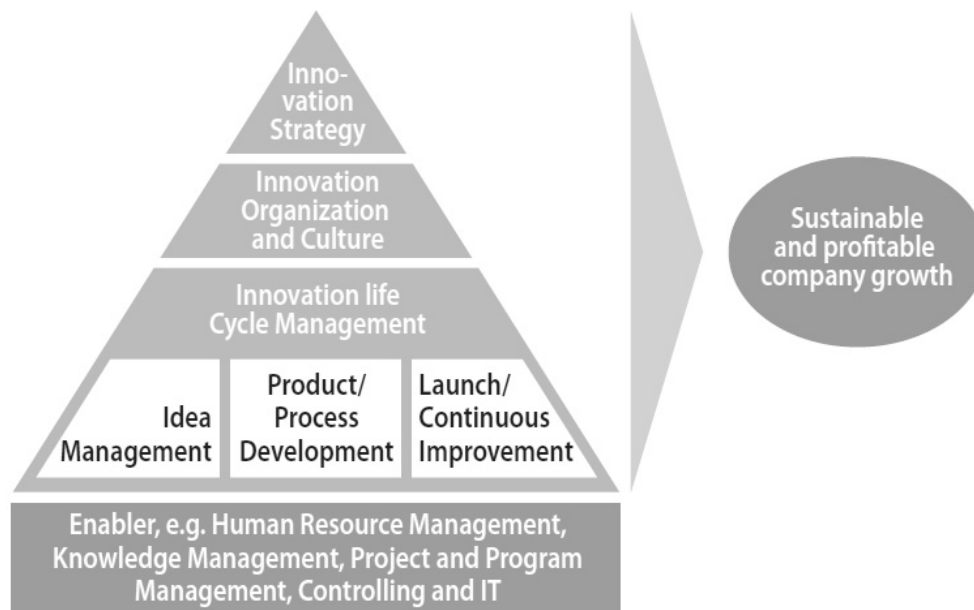 Inno-
vation
Strategy
Innovation
Organization
and Culture
Innovation life
Cycle Management
Idea
Management
Product/
Process
Development
Launch/
Continuous
Improvement
Enabler, e.g. Human Resource Management,
Knowledge Management, Project and Program
Management, Controlling and IT
Sustainable
and profitable
company growth